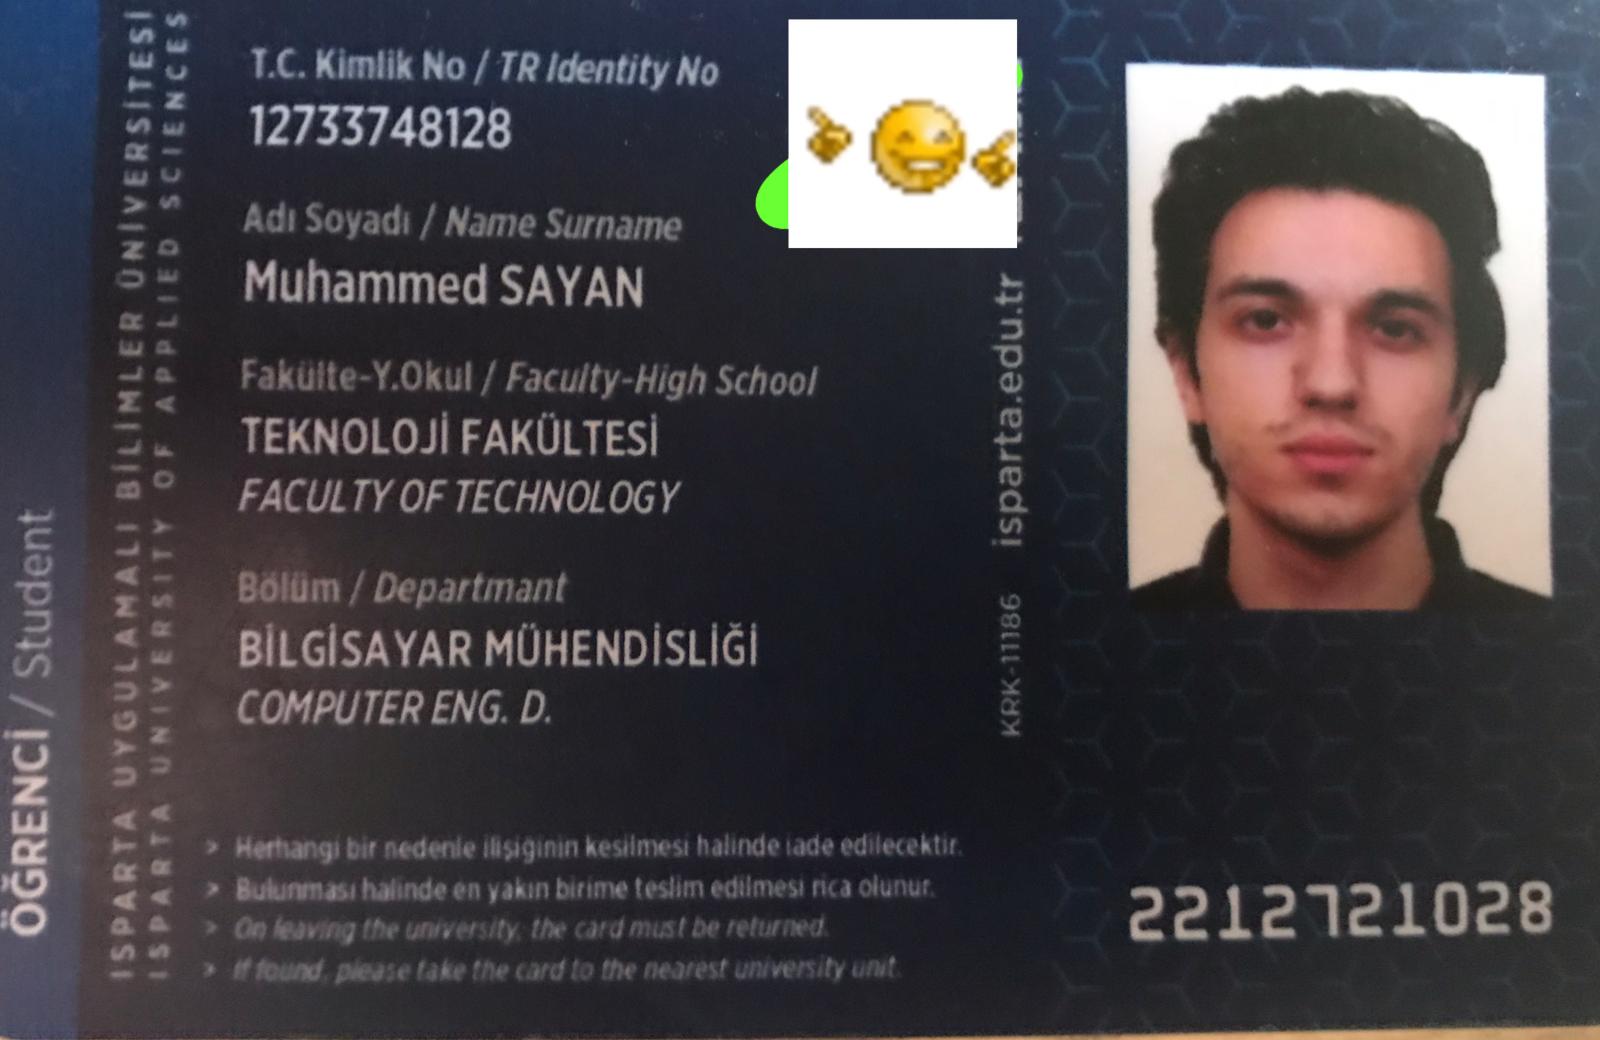 ÖĞRENCİ / Student
ISPARTA UYGULAMALI BİLİMLER ÜNİVERSİTESİ
ISPARTA UNIVERSITY OF APPLIED SCIENCES
T.C. Kimlik No / TR Identity No
12733748128
Adı Soyadı / Name Surname
Muhammed SAYAN
Fakülte-Y.Okul / Faculty-High School
TEKNOLOJİ FAKÜLTESİ
FACULTY OF TECHNOLOGY
Bölüm / Departmant
BİLGİSAYAR MÜHENDİSLİĞİ
COMPUTER ENG. D.
> Herhangi bir nedenle ilişiğinin kesilmesi halinde iade edilecektir.
> Bulunması halinde en yakın birime teslim edilmesi rica olunur.
> On leaving the university, the card must be returned.
> If found, please take the card to the nearest university unit.
KRK-11186 isparta.edu.tr
2212721028